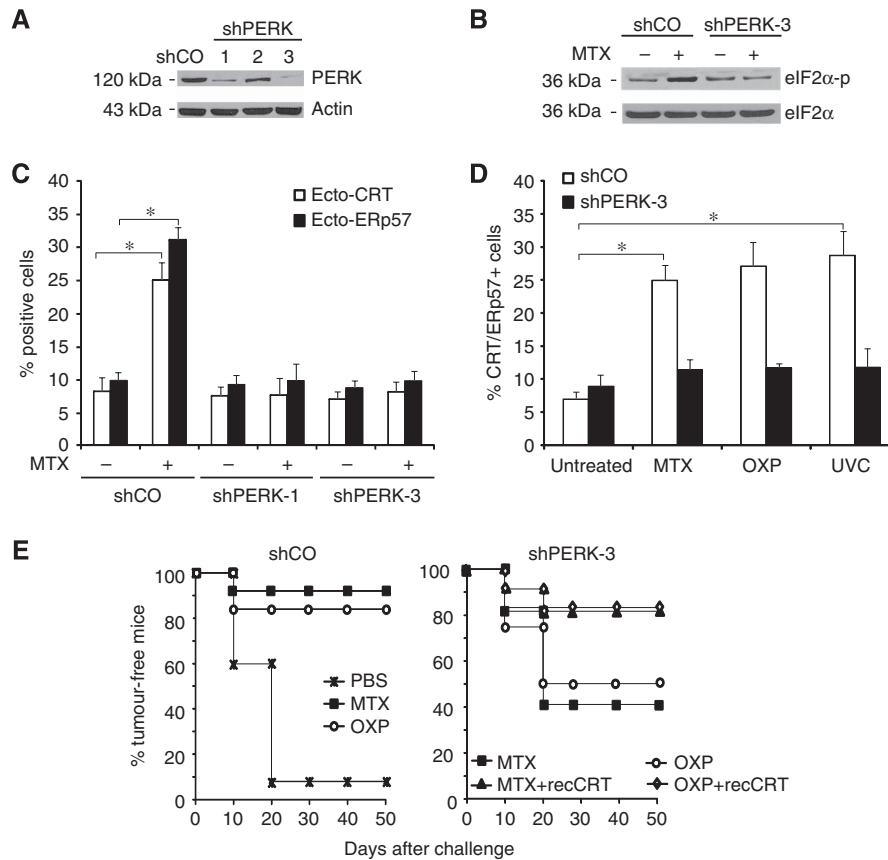 A
shPERK
shCO 1 2 3
120 kDa - PERK
43 kDa - Actin
B
shCO shPERK-3
MTX – + – +
36 kDa - eIF2α-p
36 kDa - eIF2α
C
40
35
30
25
20
15
10
5
0
% positive cells
Ecto-CRT
Ecto-ERp57
*
*
MTX – + – + – +
shCO shPERK-1 shPERK-3
D
shCO
shPERK-3
40
35
30
25
20
15
10
5
0
% CRT/ERp57+ cells
*
*
Untreated MTX OXP UVC
E
shCO
100
80
60
40
20
0
% tumour-free mice
PBS
MTX
OXP
0 10 20 30 40 50
shPERK-3
100
80
60
40
20
0
MTX OXP
MTX+recCRT OXP+recCRT
0 10 20 30 40 50
Days after challenge